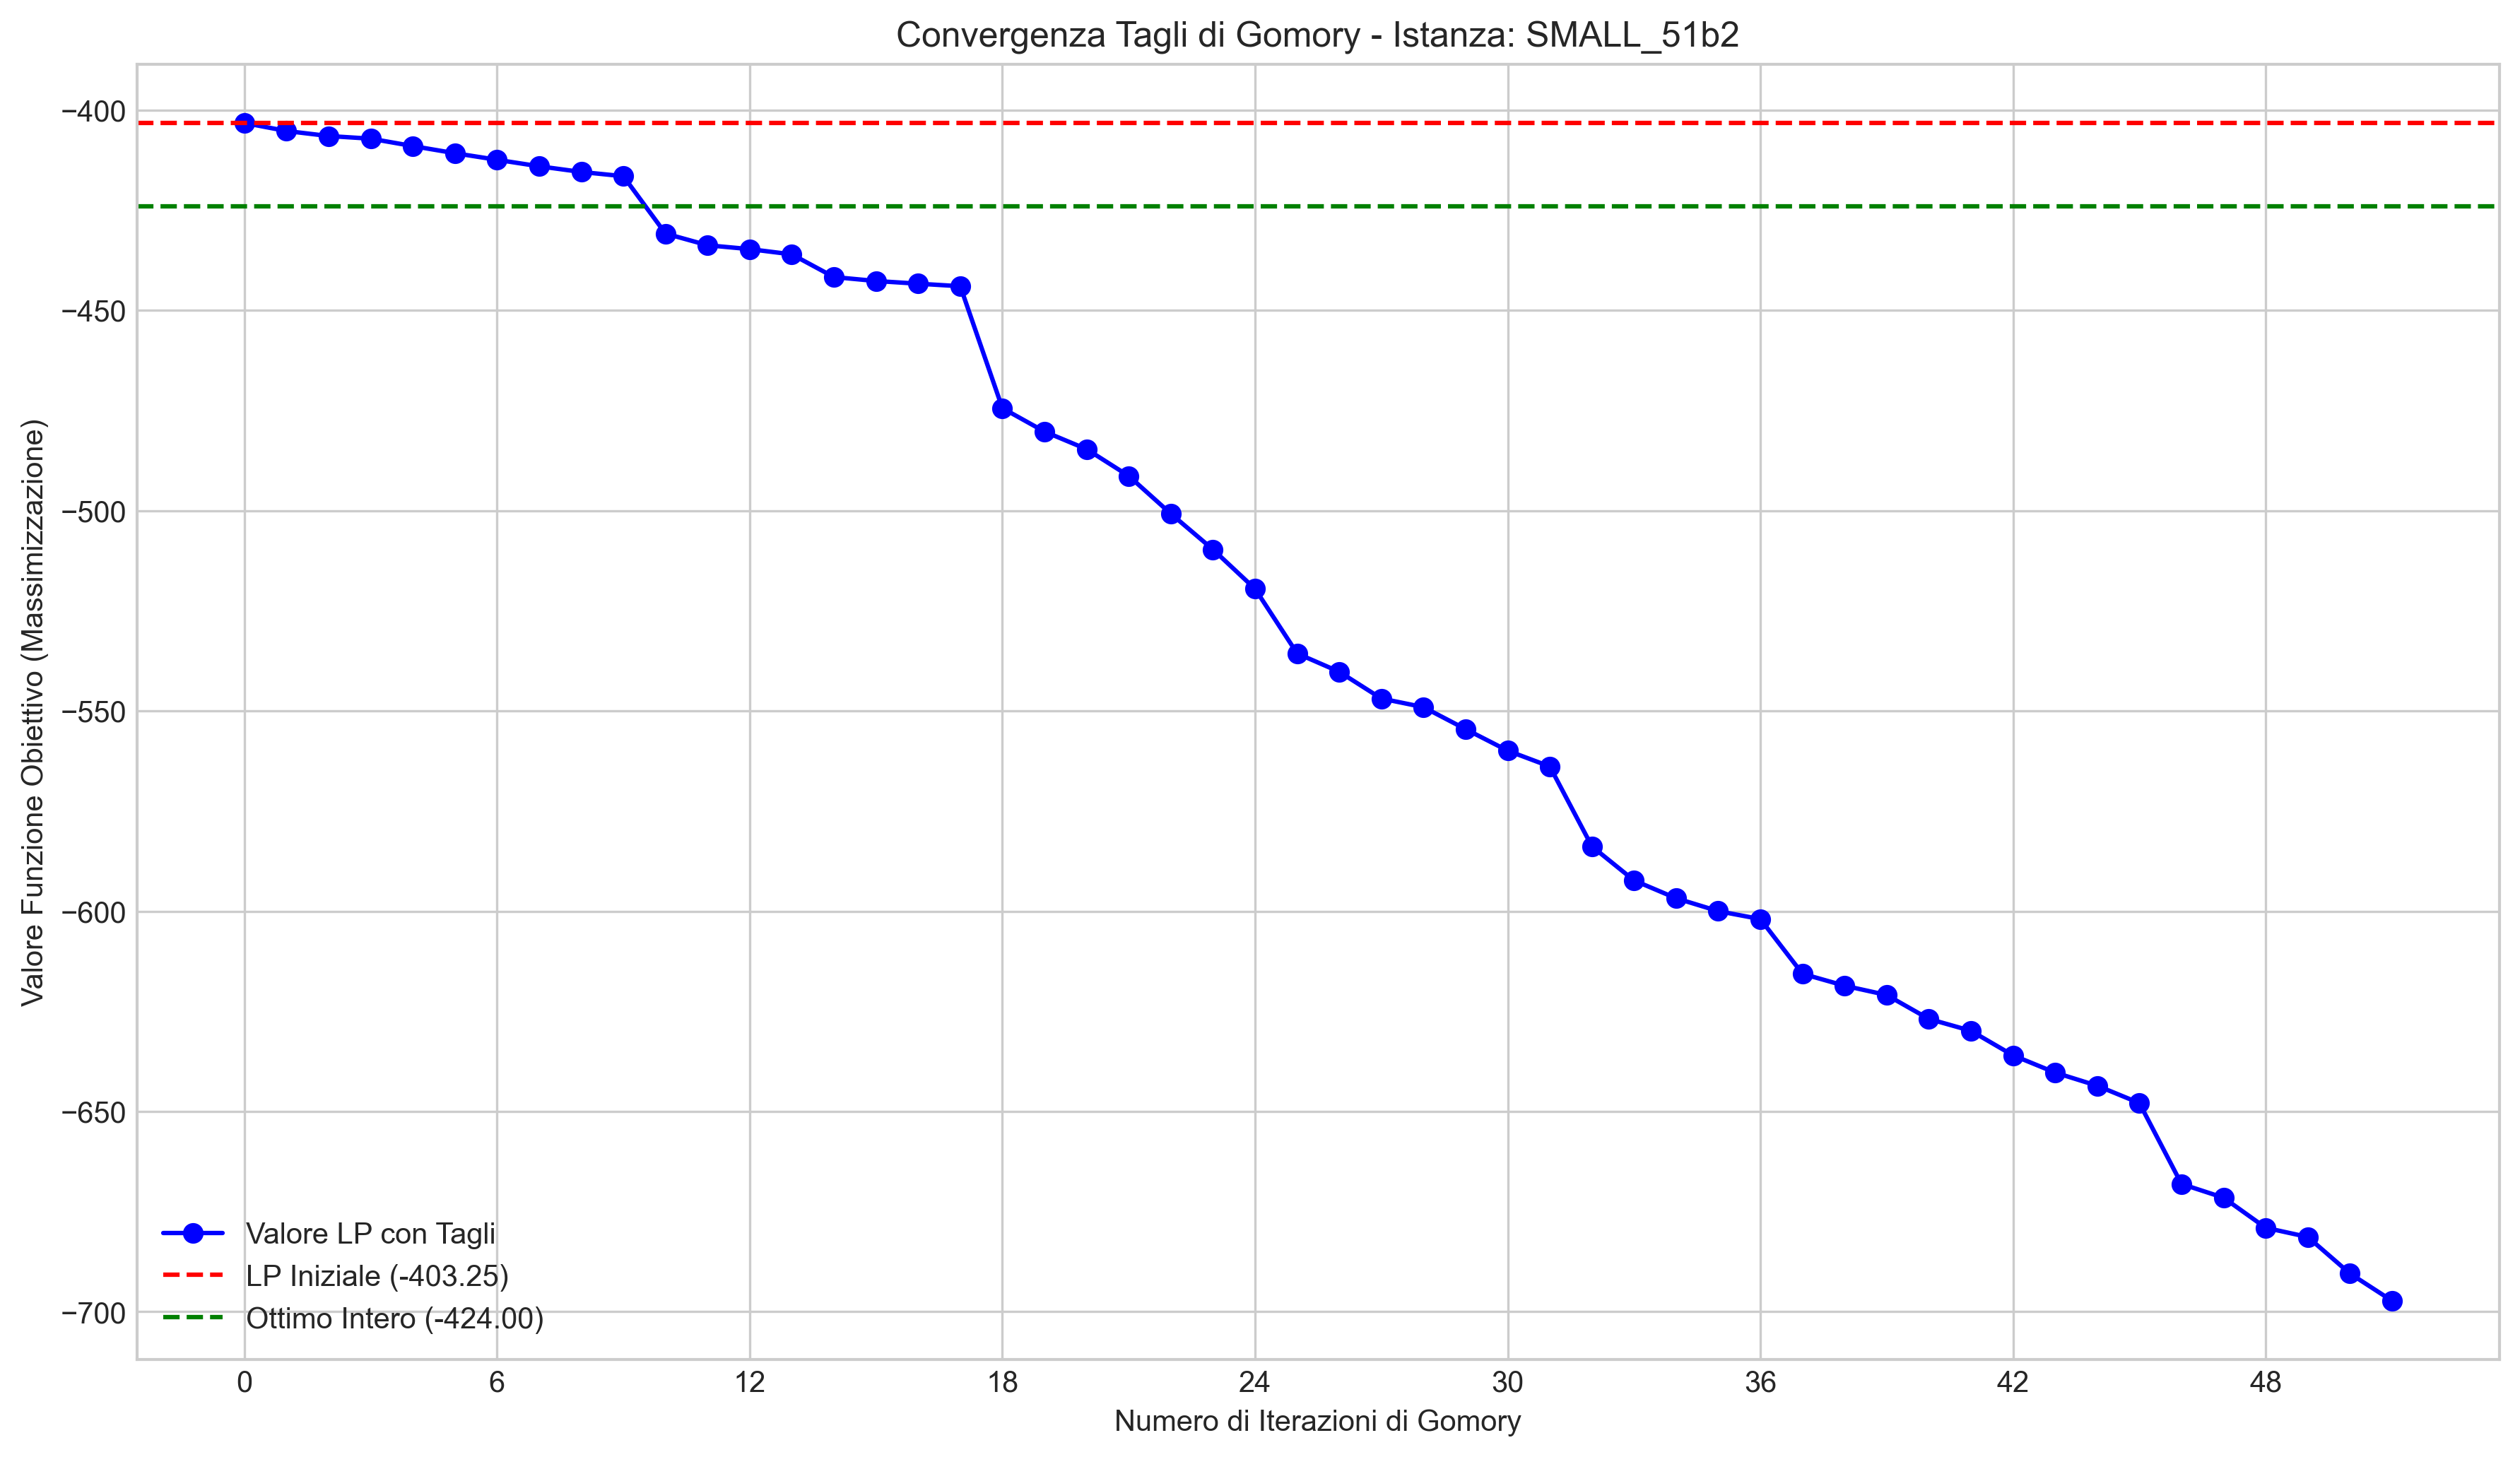 Convergenza Tagli di Gomory - Istanza: SMALL_51b2
Valore Funzione Obiettivo (Massimizzazione)
−400
−450
−500
−550
−600
−650
−700
Valore LP con Tagli
LP Iniziale (-403.25)
Ottimo Intero (-424.00)
0 6 12 18 24 30 36 42 48
Numero di Iterazioni di Gomory